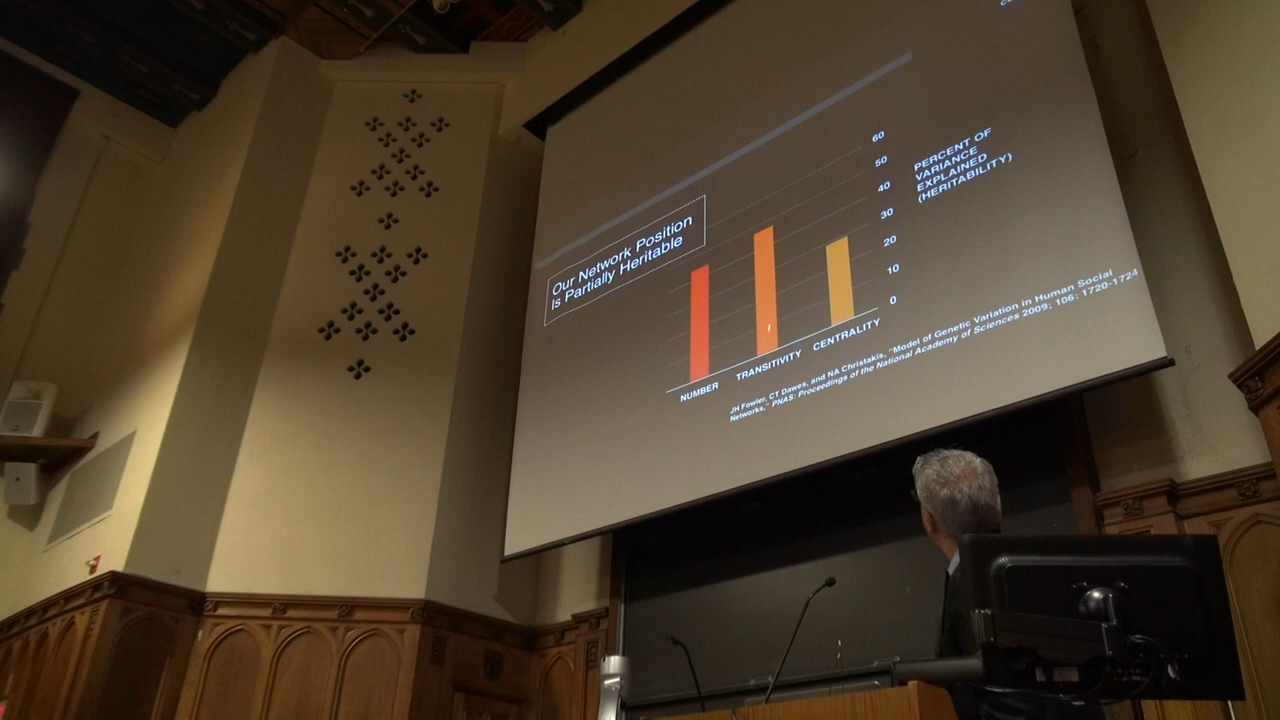 Our Network Position
Is Partially Heritable
60
50
40
30
20
10
0
PERCENT OF
VARIANCE
EXPLAINED
(HERITABILITY)
NUMBER
TRANSITIVITY
CENTRALITY
JH Fowler, CT Dawes, and NA Christakis, "Model of Genetic Variation in Human Social
Networks," PNAS: Proceedings of the National Academy of Sciences 2009; 106: 1720-1724